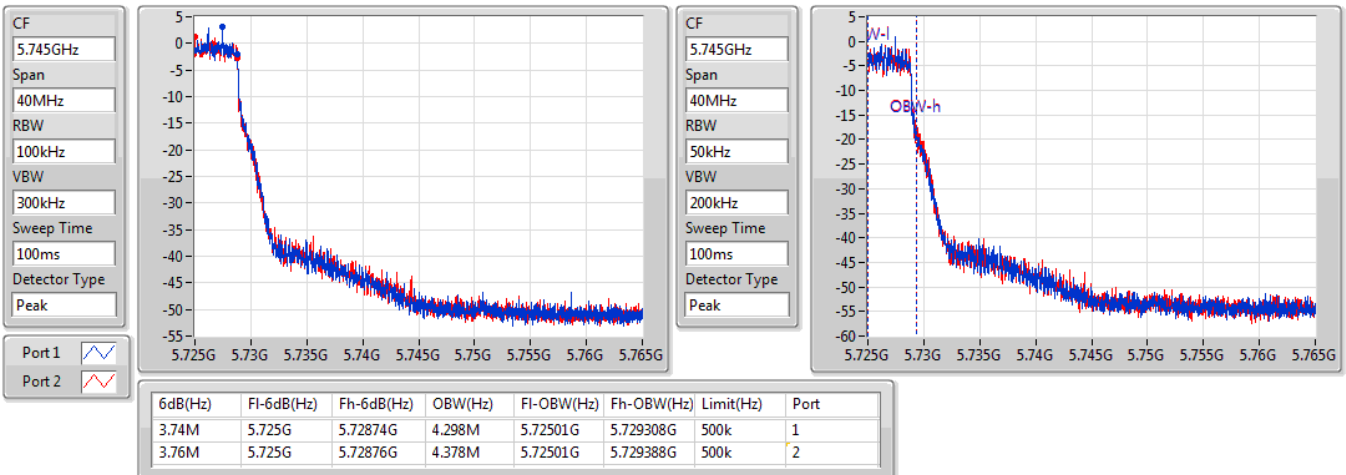 CF
5.745GHz
Span
40MHz
RBW
100kHz
VBW
300kHz
Sweep Time
100ms
Detector Type
Peak
5
0
-5
-10
-15
-20
-25
-30
-35
-40
-45
-50
-55
5.725G 5.73G 5.735G 5.74G 5.745G 5.75G 5.755G 5.76G 5.765G
Port 1
Port 2
CF
5.745GHz
Span
40MHz
RBW
50kHz
VBW
200kHz
Sweep Time
100ms
Detector Type
Peak
5
0
-5
-10
-15
-20
-25
-30
-35
-40
-45
-50
-55
-60
W-l
OBW-h
5.725G 5.73G 5.735G 5.74G 5.745G 5.75G 5.755G 5.76G 5.765G
6dB(Hz) Fl-6dB(Hz) Fh-6dB(Hz) OBW(Hz) Fl-OBW(Hz) Fh-OBW(Hz) Limit(Hz) Port
3.74M 5.725G 5.72874G 4.298M 5.72501G 5.729308G 500k 1
3.76M 5.725G 5.72876G 4.378M 5.72501G 5.729388G 500k 2